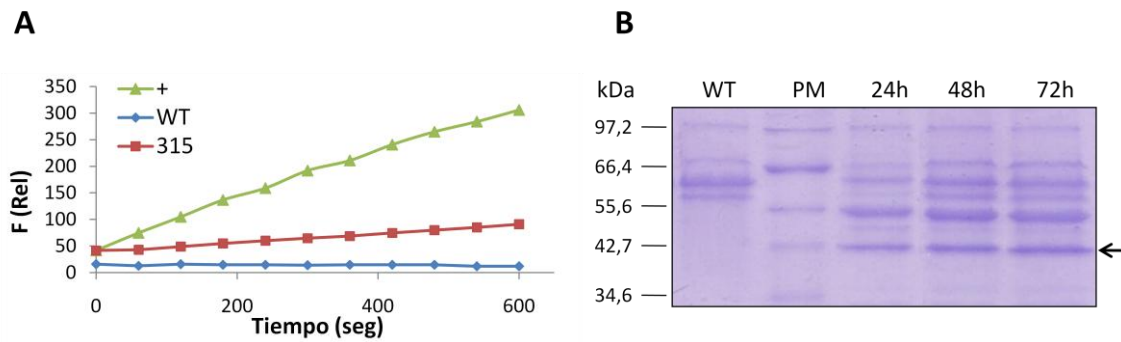 A
F (Rel)
350
300
250
200
150
100
50
0
+
WT
315
0
200
400
600
Tiempo (seg)
B
kDa
WT
PM
24h
48h
72h
97,2
66,4
55,6
42,7
34,6